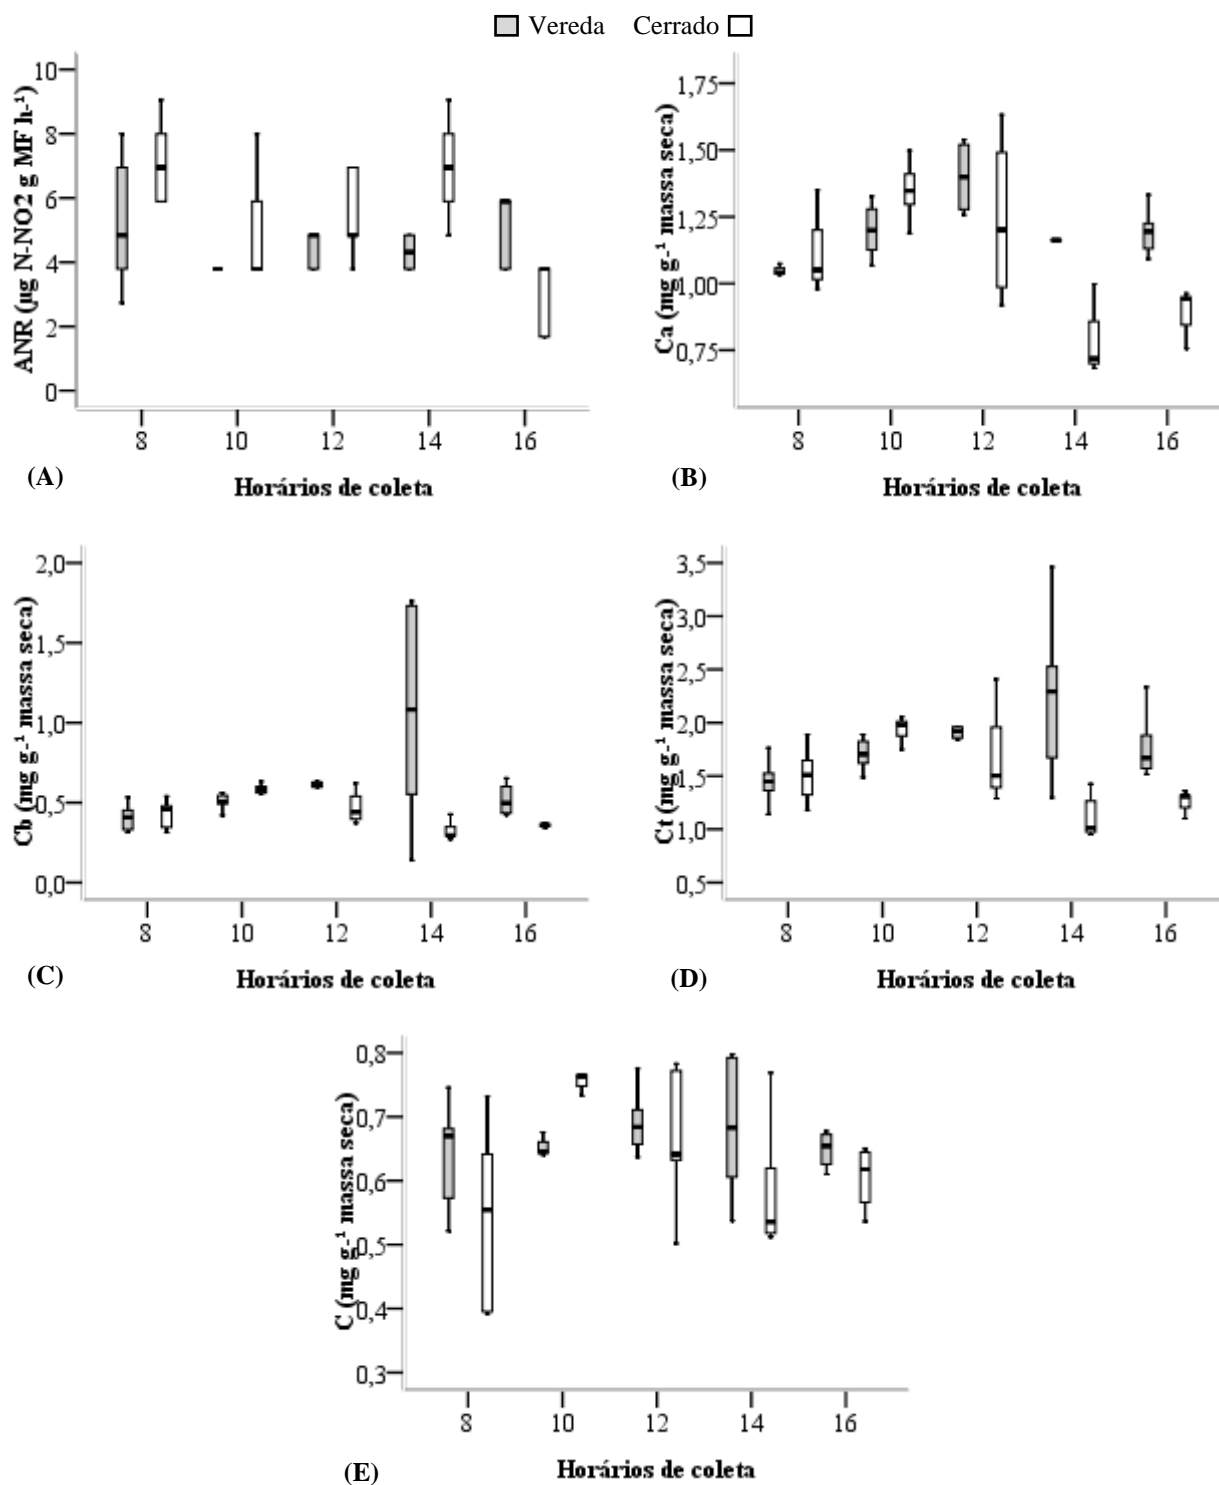 Vereda Cerrado
ANR (µg N-NO2 g MF h-¹)
10
8
6
4
2
0
8 10 12 14 16
Horários de coleta
(A)
Ca (mg g-¹ massa seca)
1,75
1,50
1,25
1,00
0,75
8 10 12 14 16
Horários de coleta
(B)
Cb (mg g-¹ massa seca)
2,0
1,5
1,0
0,5
0,0
8 10 12 14 16
Horários de coleta
(C)
Ct (mg g-¹ massa seca)
3,5
3,0
2,5
2,0
1,5
1,0
0,5
8 10 12 14 16
Horários de coleta
(D)
C (mg g-¹ massa seca)
0,8
0,7
0,6
0,5
0,4
0,3
8 10 12 14 16
Horários de coleta
(E)